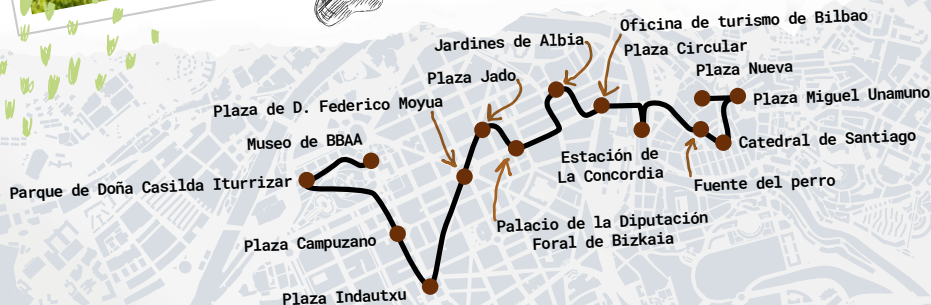 Oficina de turismo de Bilbao
Jardines de Albia
Plaza Circular
Plaza Jado
Plaza Nueva
Plaza de D. Federico Moyua
Plaza Miguel Unamuno
Museo de BBAA
Catedral de Santiago
Estación de
La Concordia
Parque de Doña Casilda Iturrizar
Fuente del perro
Palacio de la Diputación
Foral de Bizkaia
Plaza Campuzano
Plaza Indautxu